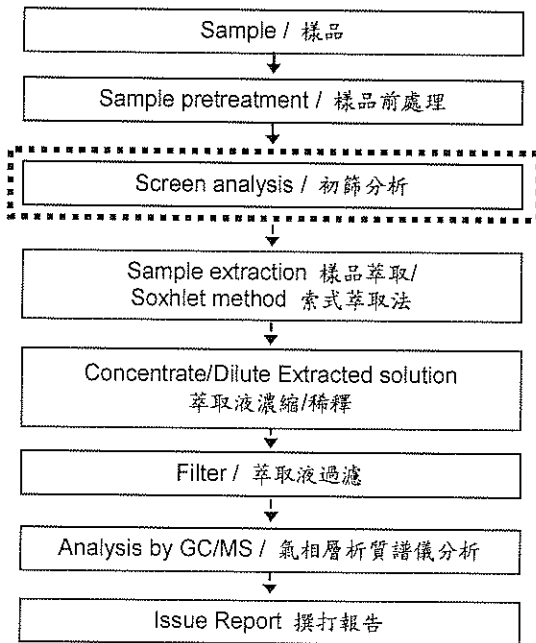 Sample / 樣品
Sample pretreatment / 樣品前處理
Screen analysis / 初篩分析
Sample extraction 樣品萃取/
Soxhlet method 索式萃取法
Concentrate/Dilute Extracted solution
萃取液濃縮/稀釋
Filter / 萃取液過濾
Analysis by GC/MS / 氣相層析質譜儀分析
Issue Report 撰打報告